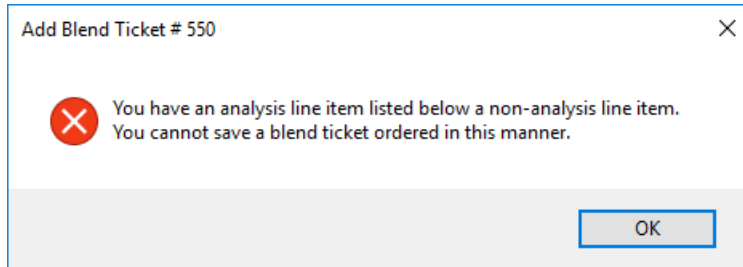 Add Blend Ticket # 550
You have an analysis line item listed below a non-analysis line item.
You cannot save a blend ticket ordered in this manner.
OK